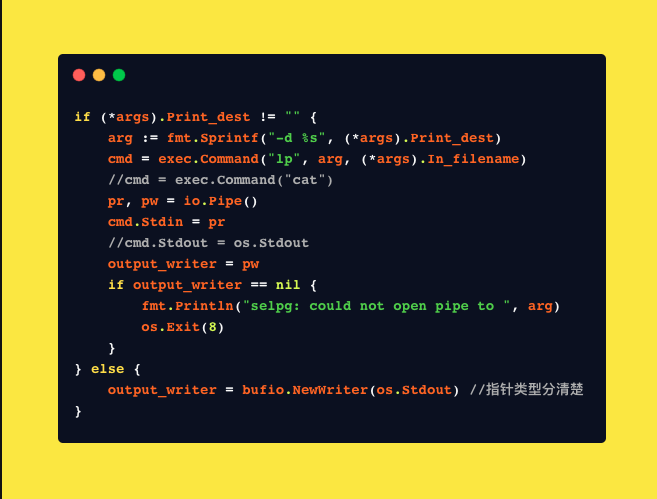 if (*args).Print_dest != "" {
    arg := fmt.Sprintf("-d %s", (*args).Print_dest)
    cmd = exec.Command("lp", arg, (*args).In_filename)
    //cmd = exec.Command("cat")
    pr, pw = io.Pipe()
    cmd.Stdin = pr
    //cmd.Stdout = os.Stdout
    output_writer = pw
    if output_writer == nil {
        fmt.Println("selpg: could not open pipe to ", arg)
        os.Exit(8)
    }
} else {
    output_writer = bufio.NewWriter(os.Stdout) //指针类型分清楚
}